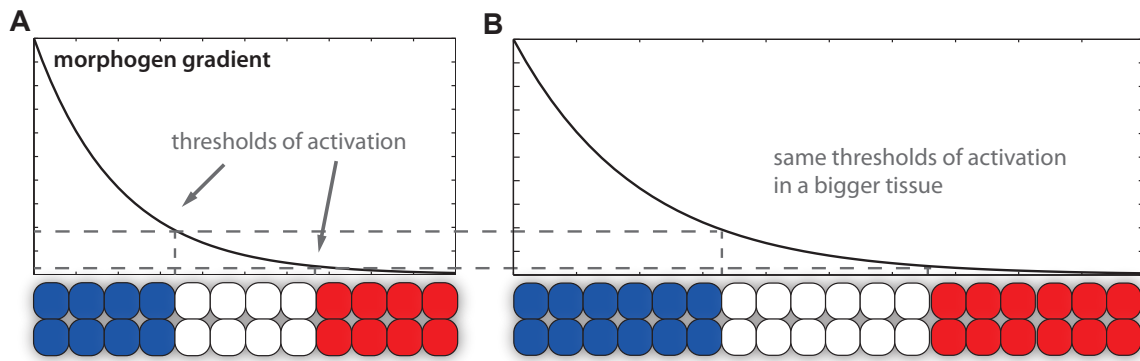 A
morphogen gradient
thresholds of activation
B
same thresholds of activation
in a bigger tissue